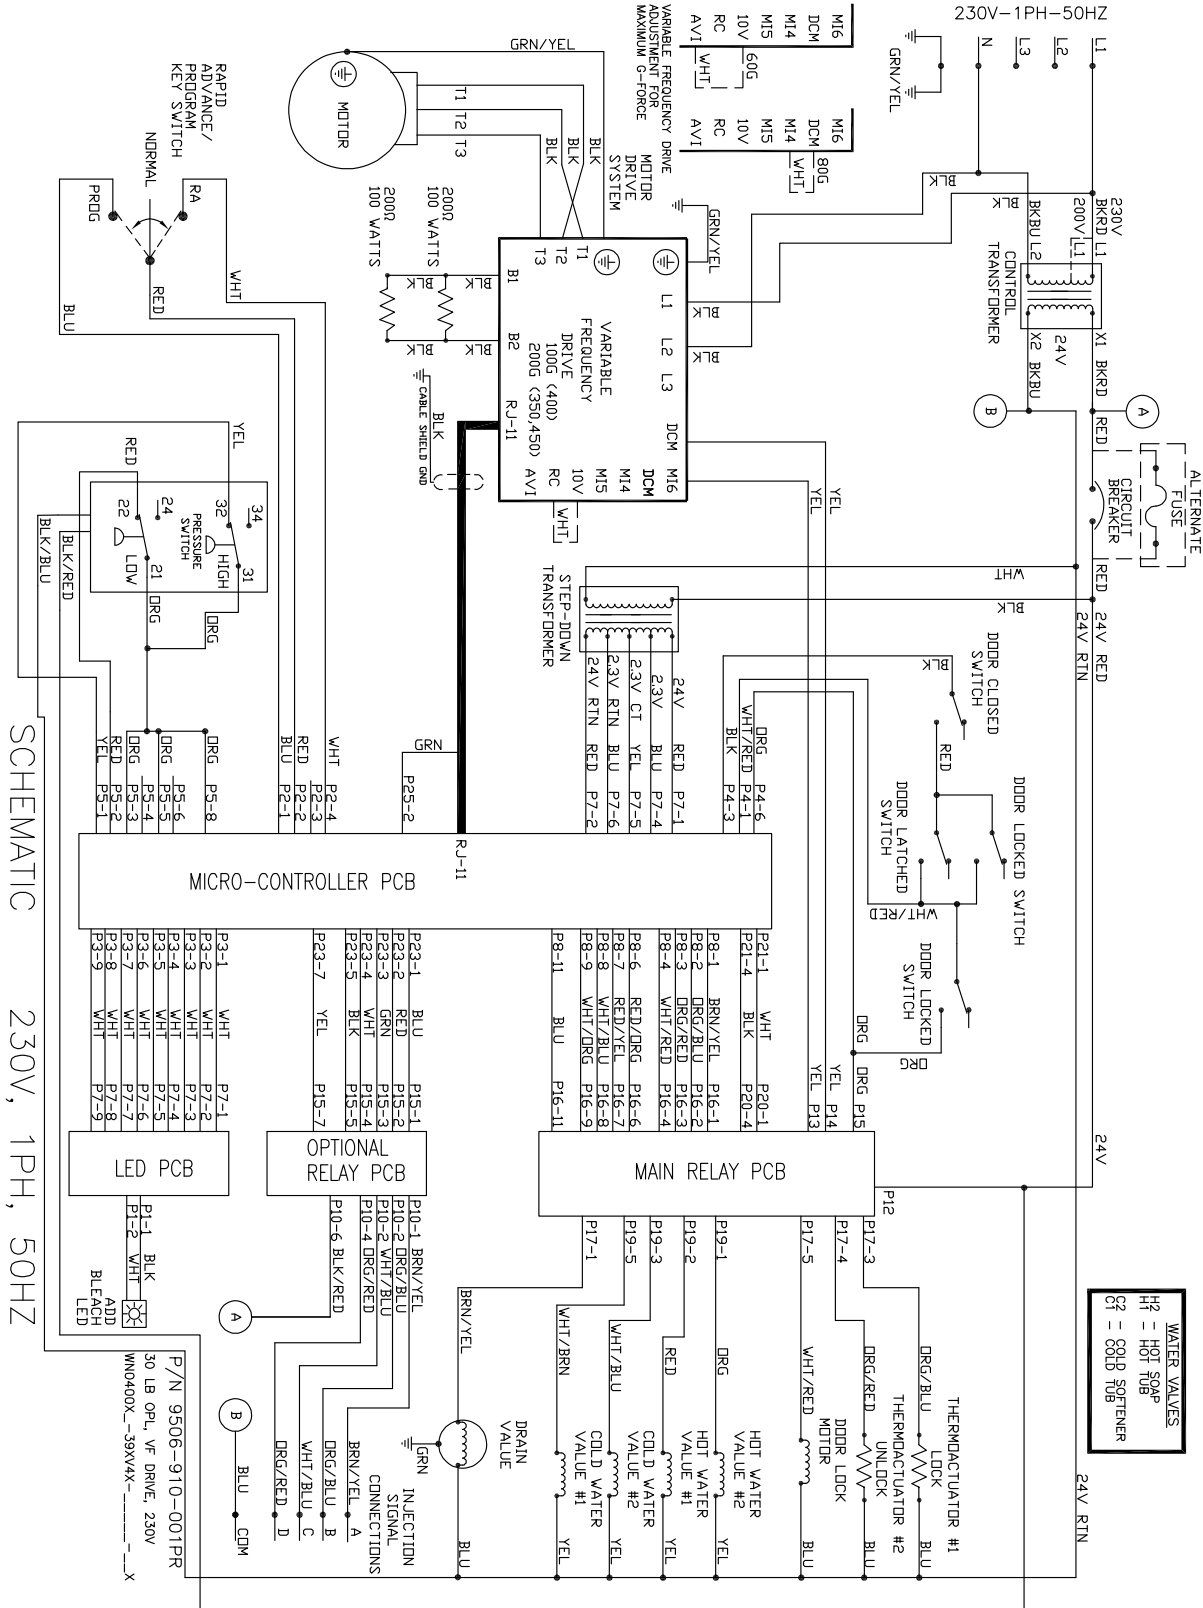 230V-1PH-50HZ
L1
L2
L3
N
GRN/YEL
MI6
DCM
MI4
MI5
10V
RC
AVI
60G
WHT
MI6
DCM
MI4
MI5
10V
RC
AVI
80G
WHT
VARIABLE FREQUENCY DRIVE
ADJUSTMENT FOR
MAXIMUM G-FORCE
GRN/YEL
MOTOR
T1
T2
T3
BLK
BLK
BLK
MOTOR
DRIVE
SYSTEM
RAPID
ADVANCE/
PROGRAM
KEY SWITCH
NORMAL
RA
PROG
WHT
RED
BLU
200Ω
100 WATTS
200Ω
100 WATTS
BLK
BLK
BLK
BLK
GRN/YEL
BLK
BLK
BLK
BLK
L1
L2
L3
DCM
MI6
DCM
MI4
MI5
10V
RC
AVI
WHT
T1
T2
T3
B1
B2
RJ-11
VARIABLE
FREQUENCY
DRIVE
100G (400)
200G (350,450)
BLK
CABLE SHIELD GND
230V
BKRD L1
200V L1
BKBU L2
CONTROL
TRANSFORMER
24V
X1 BKRD
X2 BKBU
A
B
RED
ALTERNATE
FUSE
CIRCUIT
BREAKER
RED
WHT
BLK
24V RED
24V RTN
YEL
YEL
STEP-DOWN
TRANSFORMER
24V
2.3V
2.3V CT
2.3V RTN
24V RTN
RED P7-1
BLU P7-4
YEL P7-5
BLU P7-6
RED P7-2
DOOR CLOSED
SWITCH
BLK
RED
DOOR LOCKED SWITCH
DOOR LATCHED
SWITCH
WHT/RED
DOOR LOCKED
SWITCH
ORG
ORG
ORG P4-6
WHT/RED P4-1
BLK P4-3
YEL
RED
34
32
31
HIGH
PRESSURE
SWITCH
24
22
21
LOW
ORG
ORG
BLK/RED
BLK/BLU
WHT P2-4
P2-3
RED P2-2
BLU P2-1
ORG P5-8
P5-6
ORG P5-5
P5-4
ORG P5-3
RED P5-2
YEL P5-1
GRN
P25-2
RJ-11
MICRO-CONTROLLER PCB
P21-1 WHT P20-1
P21-4 BLK P20-4
P8-1 BRN/YEL P16-1
P8-2 ORG/BLU P16-2
P8-3 ORG/RED P16-3
P8-4 WHT/RED P16-4
P8-6 RED/ORG P16-6
P8-7 RED/YEL P16-7
P8-8 WHT/BLU P16-8
P8-9 WHT/ORG P16-9
P8-11 BLU P16-11
P23-1 BLU P15-1
P23-2 RED P15-2
P23-3 GRN P15-3
P23-4 WHT P15-4
P23-5 BLK P15-5
P23-7 YEL P15-7
P3-1 WHT P7-1
P3-2 WHT P7-2
P3-3 WHT P7-3
P3-4 WHT P7-4
P3-5 WHT P7-5
P3-6 WHT P7-6
P3-7 WHT P7-7
P3-8 WHT P7-8
P3-9 WHT P7-9
ORG P15
YEL P14
YEL P13
24V
P12
MAIN RELAY PCB
OPTIONAL
RELAY PCB
LED PCB
P17-3
P17-4
P17-5
P19-1
P19-2
P19-3
P19-5
P17-1
P10-1 BRN/YEL
P10-2 ORG/BLU
P10-2 WHT/BLU
P10-4 ORG/RED
P10-6 BLK/RED
P1-1 BLK
P1-2 WHT
ADD
BLEACH
LED
A
B
BLU
COM
ORG/BLU
THERMOACTUATOR #1
LOCK
BLU
ORG/RED
THERMOACTUATOR #2
UNLOCK
BLU
WHT/RED
DOOR LOCK
MOTOR
BLU
ORG
HOT WATER
VALUE #2
YEL
RED
HOT WATER
VALUE #1
YEL
WHT/BLU
COLD WATER
VALUE #2
YEL
WHT/BRN
COLD WATER
VALUE #1
YEL
BRN/YEL
DRAIN
VALUE
GRN
BLU
INJECTION
SIGNAL
CONNECTIONS
BRN/YEL A
ORG/BLU B
WHT/BLU C
ORG/RED D
24V RTN
WATER VALVES
H2 - HOT SOAP
H1 - HOT TUB
C2 - COLD SOFTENER
C1 - COLD TUB
SCHEMATIC 230V, 1PH, 50HZ
P/N 9506-910-001PR
30 LB OPL, VF DRIVE, 230V
WN0400X_-39XV4X-_____-__X